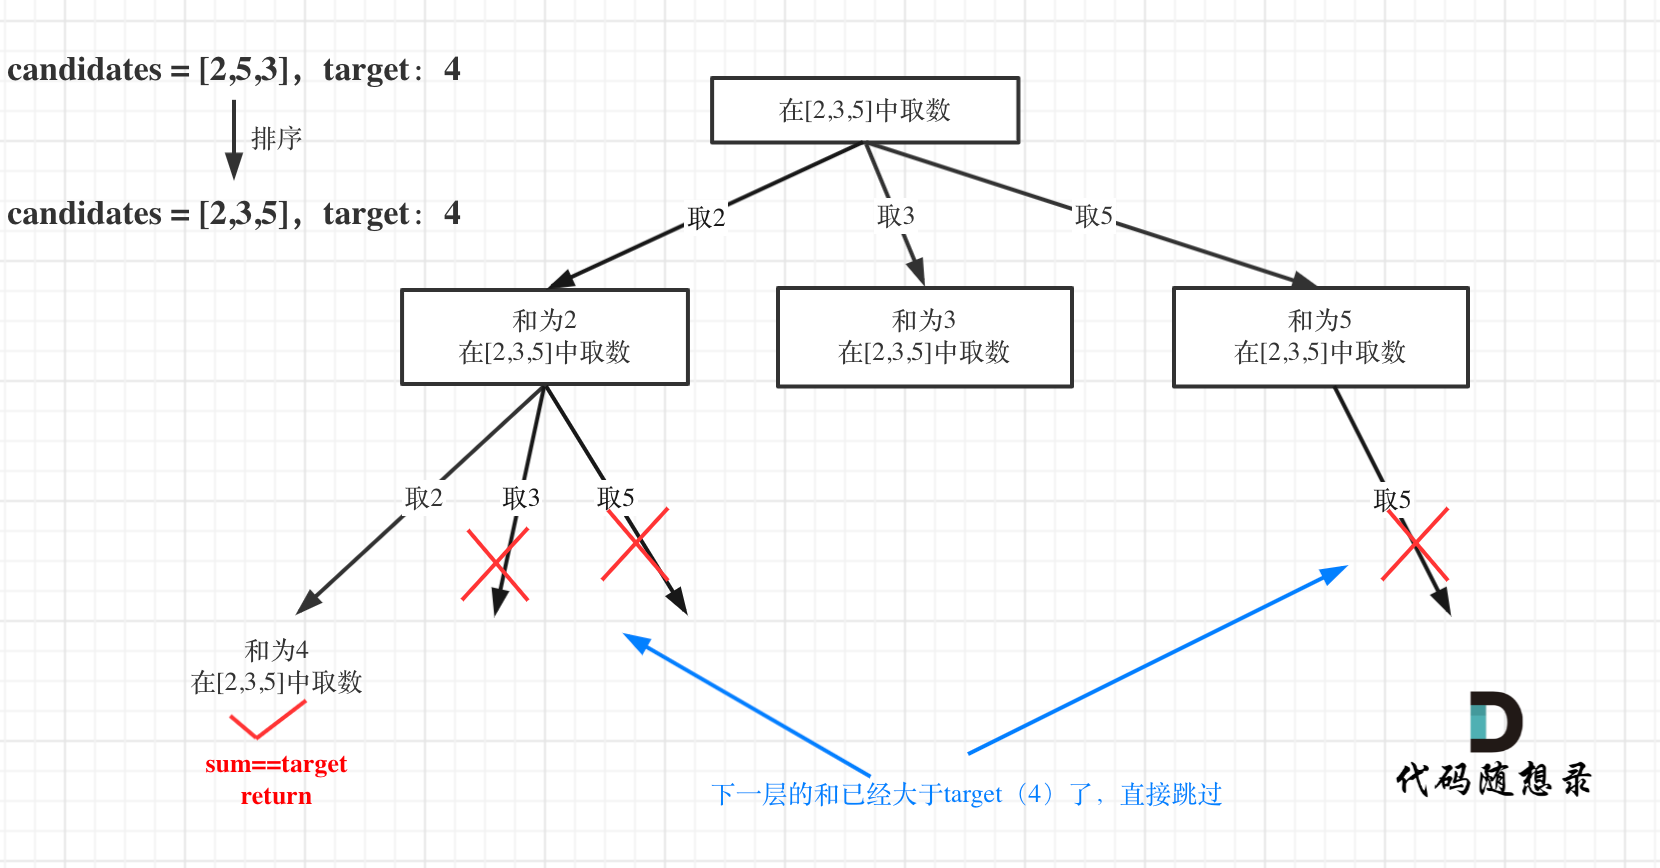 candidates = [2,5,3]，target：4
排序
candidates = [2,3,5]，target：4
在[2,3,5]中取数
取2
取3
取5
和为2
在[2,3,5]中取数
和为3
在[2,3,5]中取数
和为5
在[2,3,5]中取数
取2
取3
取5
取5
和为4
在[2,3,5]中取数
sum==target
return
下一层的和已经大于target（4）了，直接跳过
代码随想录